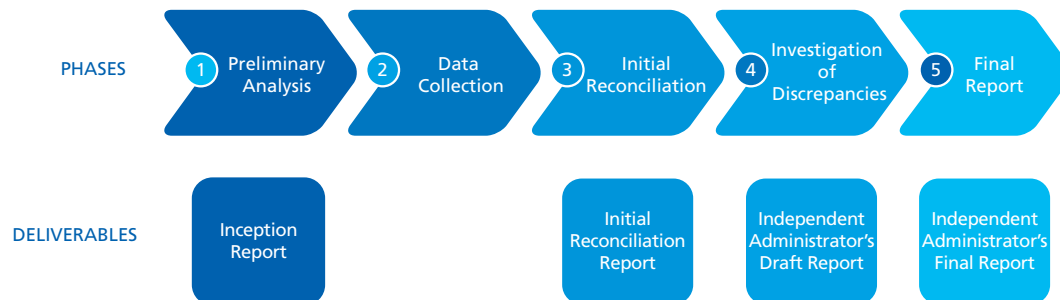 PHASES
1
Preliminary
Analysis
2
Data
Collection
3
Initial
Reconciliation
4
Investigation
of
Discrepancies
5
Final
Report
DELIVERABLES
Inception
Report
Initial
Reconciliation
Report
Independent
Administrator's
Draft Report
Independent
Administrator's
Final Report